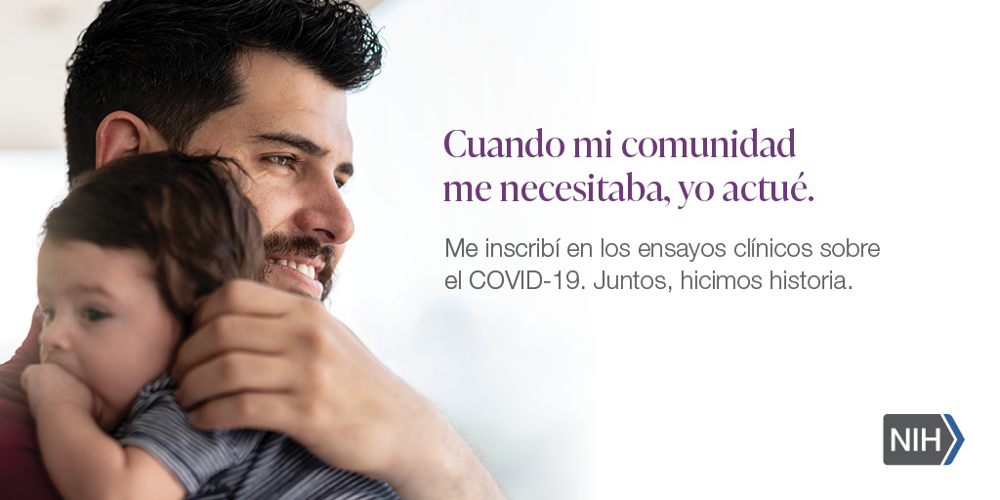 Cuando mi comunidad
me necesitaba, yo actué.
Me inscribí en los ensayos clínicos sobre
el COVID-19. Juntos, hicimos historia.
NIH